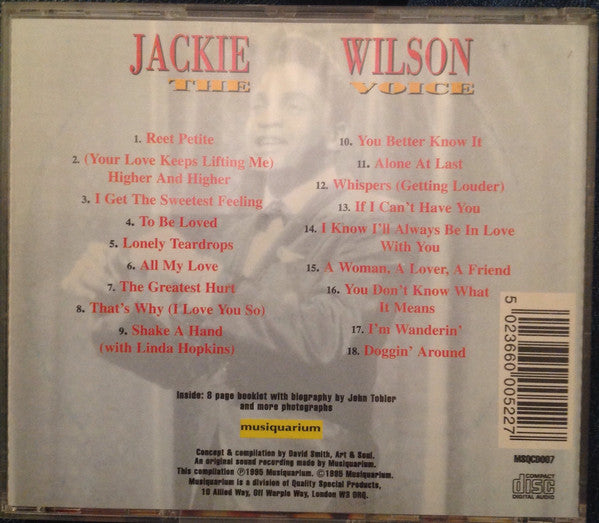 JACKIE WILSON
THE VOICE
1. Reet Petite
2. (Your Love Keeps Lifting Me)
Higher And Higher
3. I Get The Sweetest Feeling
4. To Be Loved
5. Lonely Teardrops
6. All My Love
7. The Greatest Hurt
8. That's Why (I Love You So)
9. Shake A Hand
(with Linda Hopkins)
10. You Better Know It
11. Alone At Last
12. Whispers (Getting Louder)
13. If I Can't Have You
14. I Know I'll Always Be In Love
With You
15. A Woman, A Lover, A Friend
16. You Don't Know What
It Means
17. I'm Wanderin'
18. Doggin' Around
Inside: 8 page booklet with biography by John Tobler
and more photographs
musiquarium
Concept & compilation by David Smith, Art & Soul.
An original sound recording made by Musiquarium.
This compilation ℗1995 Musiquarium. ©1995 Musiquarium.
Musiquarium is a division of Quality Special Products,
10 Allied Way, Off Warple Way, London W3 0RQ.
5 023660 005227
MSQCD007
COMPACT
disc
DIGITAL AUDIO